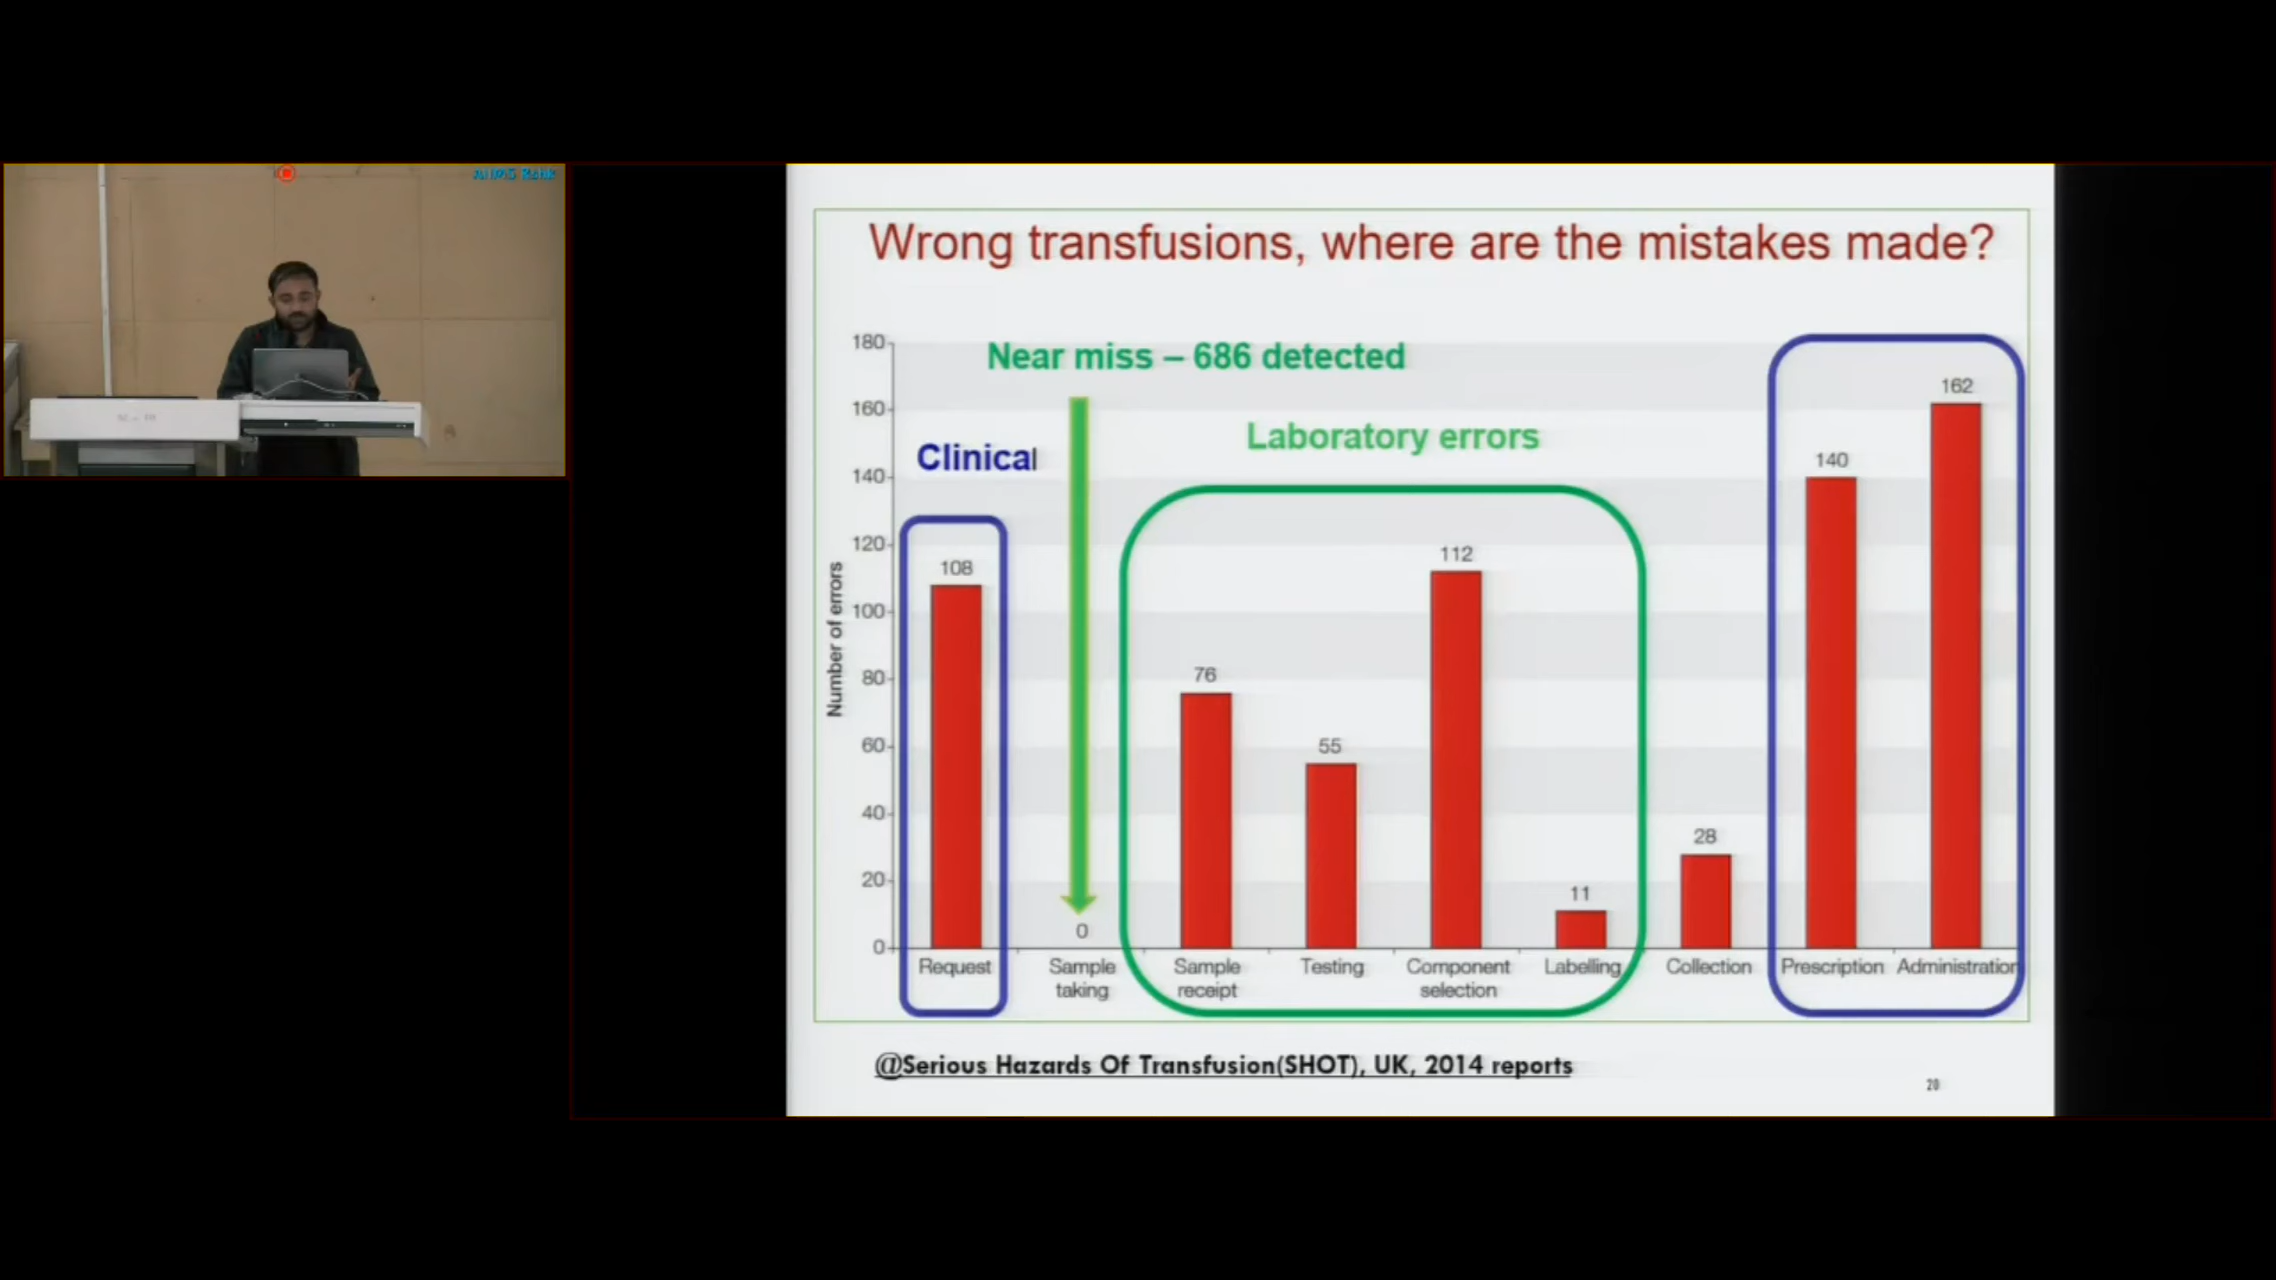 Wrong transfusions, where are the mistakes made?
Near miss – 686 detected
Clinical
Laboratory errors
Number of errors
180
160
140
120
100
80
60
40
20
0
108
0
76
55
112
11
28
140
162
Request
Sample
taking
Sample
receipt
Testing
Component
selection
Labelling
Collection
Prescription
Administration
@Serious Hazards Of Transfusion(SHOT), UK, 2014 reports
20